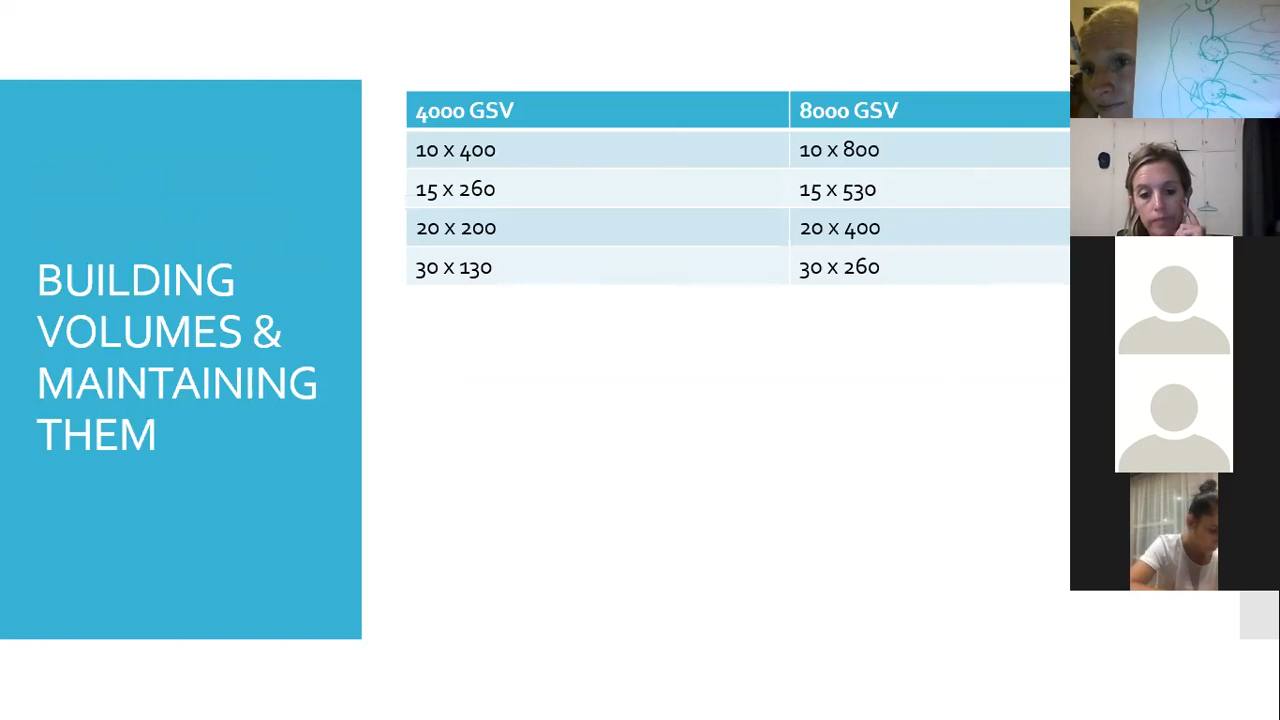 BUILDING
VOLUMES &
MAINTAINING
THEM
4000 GSV
8000 GSV
10 x 400
10 x 800
15 x 260
15 x 530
20 x 200
20 x 400
30 x 130
30 x 260